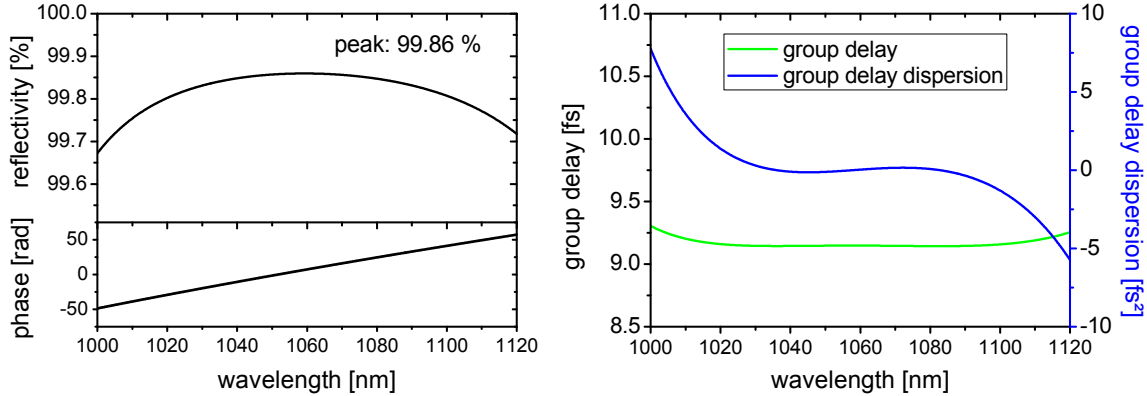 reflectivity [%]
100.0
99.9
99.8
99.7
99.6
peak: 99.86 %
phase [rad]
50
0
-50
1000 1020 1040 1060 1080 1100 1120
wavelength [nm]
group delay [fs]
11.0
10.5
10.0
9.5
9.0
8.5
group delay
group delay dispersion
10
5
0
-5
-10
group delay dispersion [fs²]
1000 1020 1040 1060 1080 1100 1120
wavelength [nm]